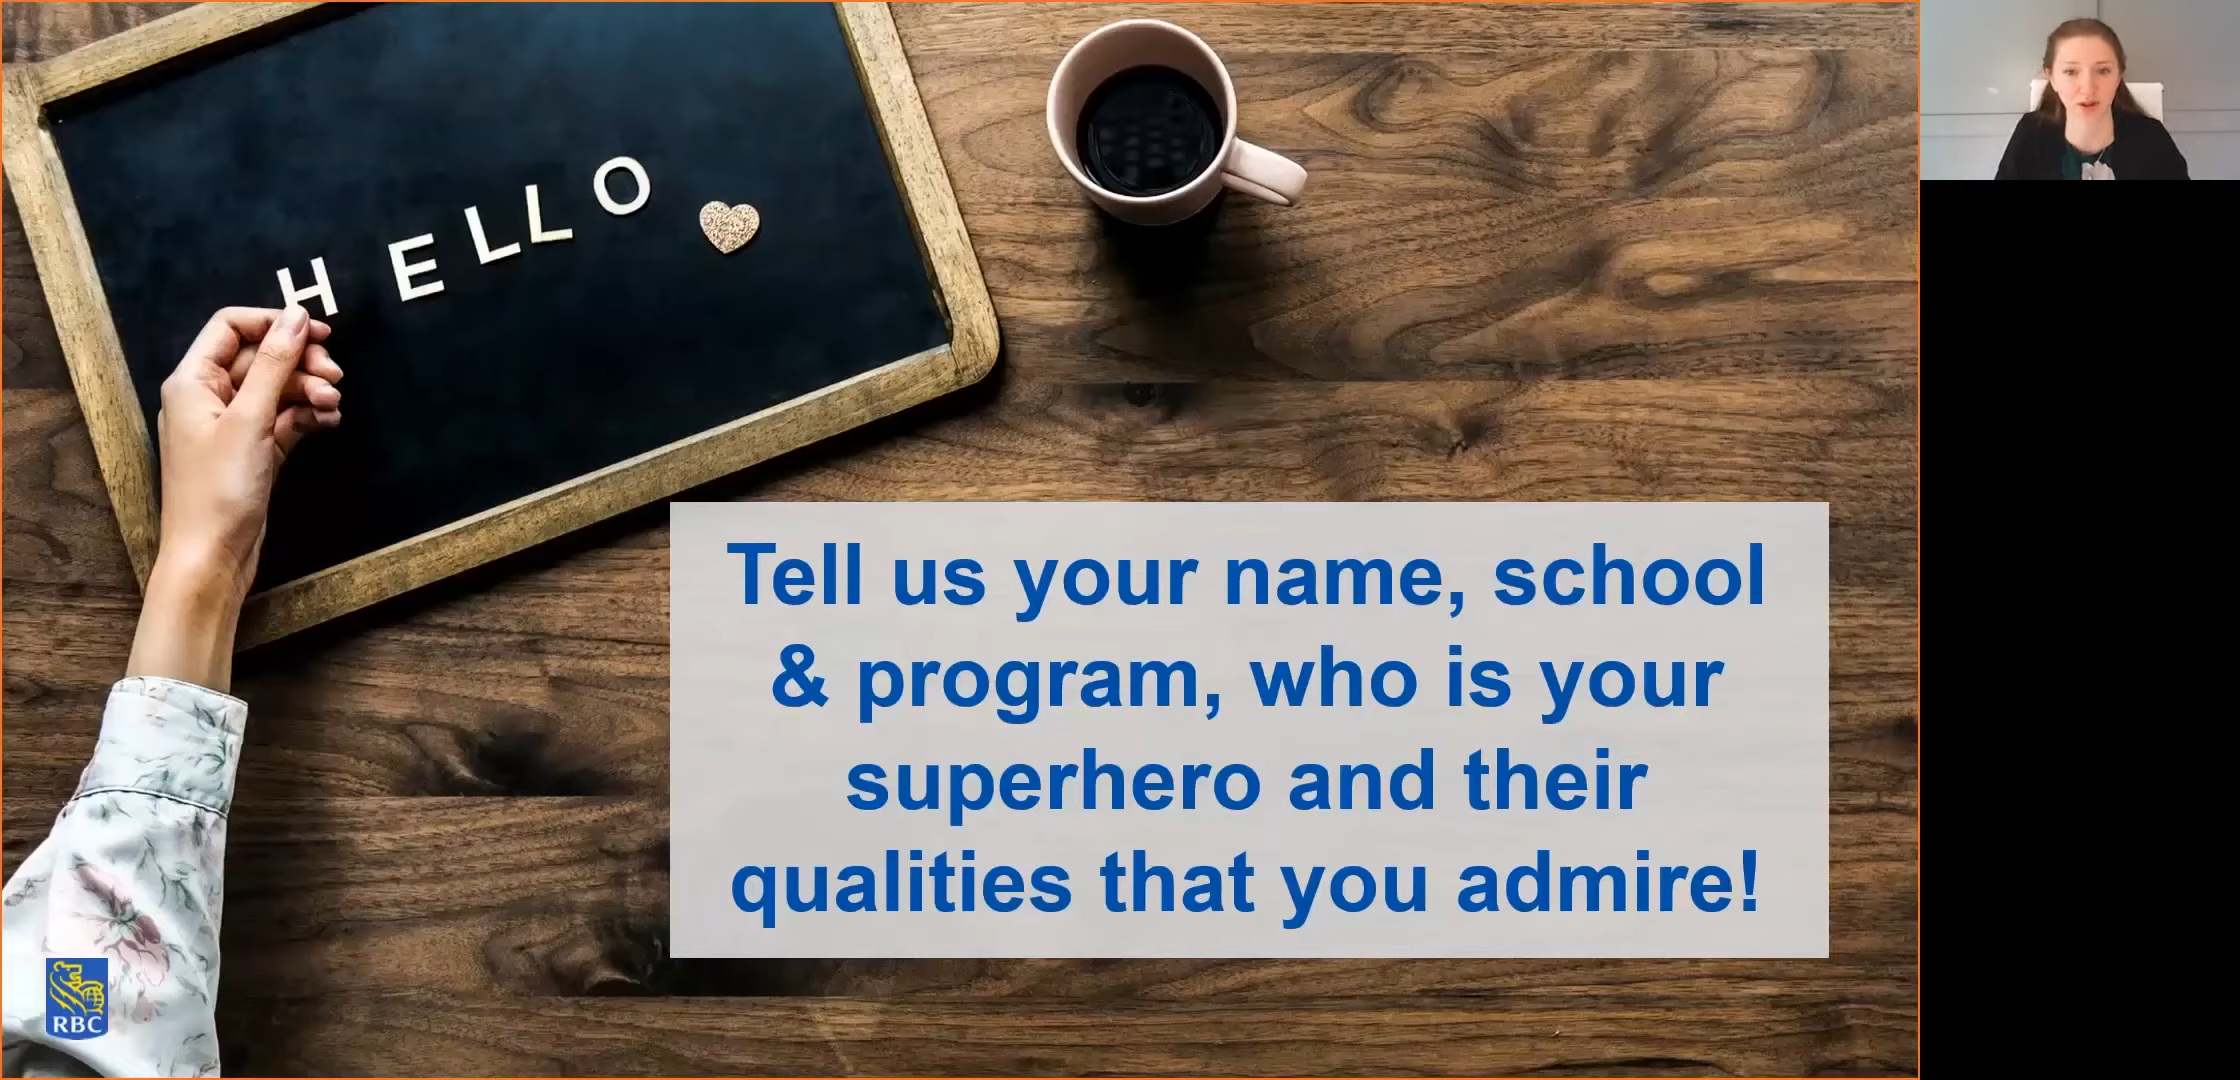 HELLO
Tell us your name, school
& program, who is your
superhero and their
qualities that you admire!
RBC